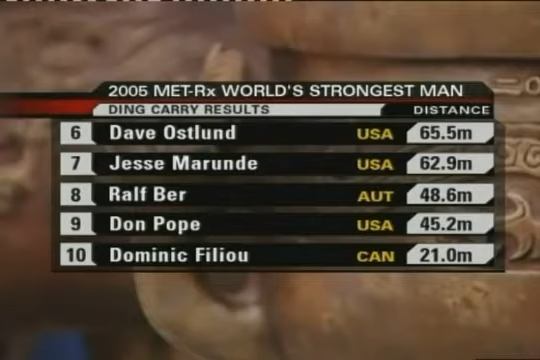 2005 MET-Rx WORLD'S STRONGEST MAN
DING CARRY RESULTS DISTANCE
6 Dave Ostlund USA 65.5m
7 Jesse Marunde USA 62.9m
8 Ralf Ber AUT 48.6m
9 Don Pope USA 45.2m
10 Dominic Filiou CAN 21.0m